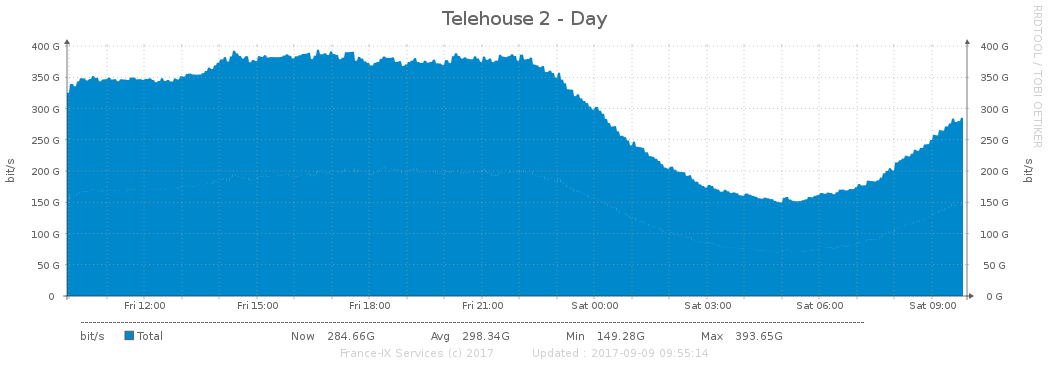 Telehouse 2 - Day
RRDTOOL / TOBI OETIKER
bit/s
400 G
350 G
300 G
250 G
200 G
150 G
100 G
50 G
0
400 G
350 G
300 G
250 G
200 G
150 G
100 G
50 G
0 G
bit/s
Fri 12:00 Fri 15:00 Fri 18:00 Fri 21:00 Sat 00:00 Sat 03:00 Sat 06:00 Sat 09:00
bit/s Total Now 284.66G Avg 298.34G Min 149.28G Max 393.65G
France-IX Services (c) 2017 Updated : 2017-09-09 09:55:14